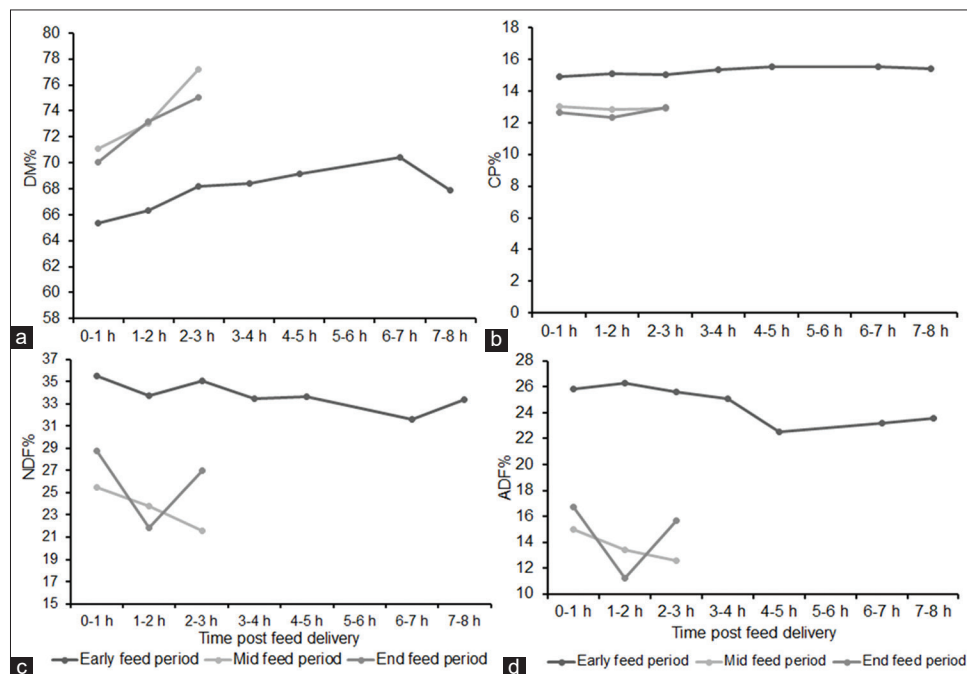 80
78
76
74
72
70
68
66
64
62
60
58
DM%
0-1 h 1-2 h 2-3 h 3-4 h 4-5 h 5-6 h 6-7 h 7-8 h
a
18
16
14
12
10
8
6
4
2
0
CP%
0-1 h 1-2 h 2-3 h 3-4 h 4-5 h 5-6 h 6-7 h 7-8 h
b
37
35
33
31
29
27
25
23
21
19
17
15
NDF%
0-1 h 1-2 h 2-3 h 3-4 h 4-5 h 5-6 h 6-7 h 7-8 h
Time post feed delivery
Early feed period Mid feed period End feed period
c
28
26
24
22
20
18
16
14
12
10
ADF%
0-1 h 1-2 h 2-3 h 3-4 h 4-5 h 5-6 h 6-7 h 7-8 h
Time post feed delivery
Early feed period Mid feed period End feed period
d